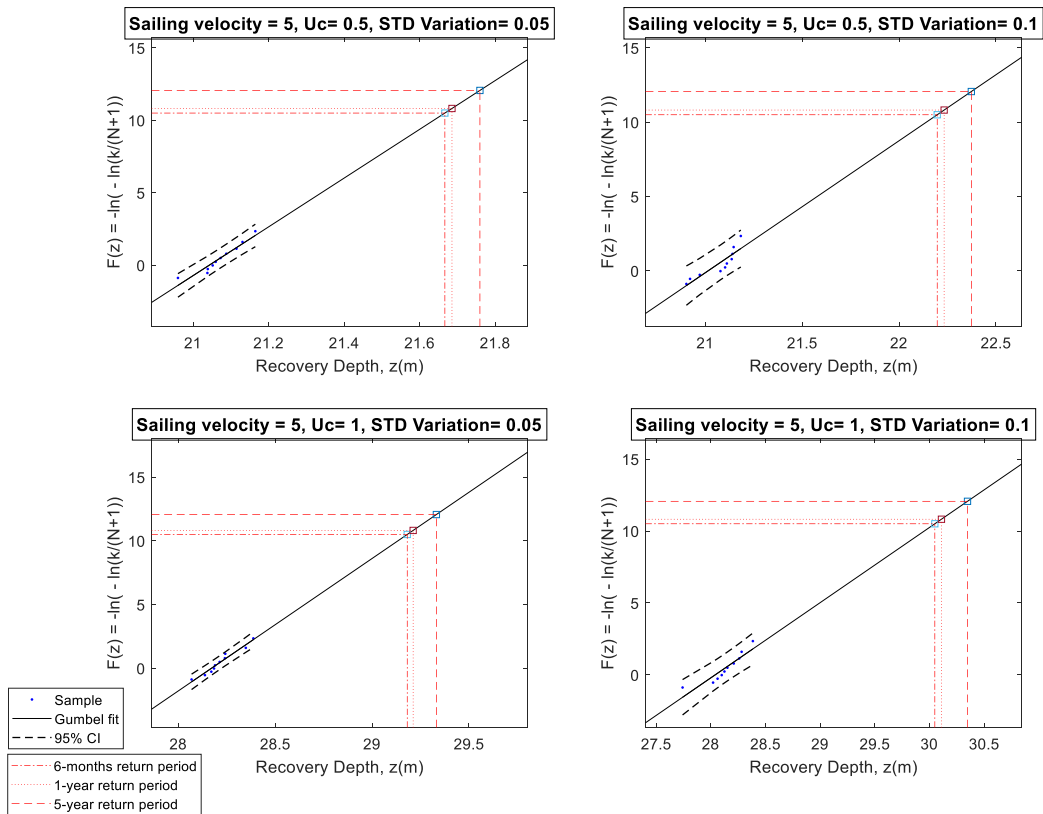 Sailing velocity = 5, Uc= 0.5, STD Variation= 0.05
15
10
5
0
F(z) = -ln( - ln(k/(N+1))
21
21.2
21.4
21.6
21.8
Recovery Depth, z(m)
Sailing velocity = 5, Uc= 0.5, STD Variation= 0.1
15
10
5
0
F(z) = -ln( - ln(k/(N+1))
21
21.5
22
22.5
Recovery Depth, z(m)
Sailing velocity = 5, Uc= 1, STD Variation= 0.05
15
10
5
0
F(z) = -ln( - ln(k/(N+1))
28
28.5
29
29.5
Recovery Depth, z(m)
Sailing velocity = 5, Uc= 1, STD Variation= 0.1
15
10
5
0
F(z) = -ln( - ln(k/(N+1))
27.5
28
28.5
29
29.5
30
30.5
Recovery Depth, z(m)
Sample
Gumbel fit
95% CI
6-months return period
1-year return period
5-year return period